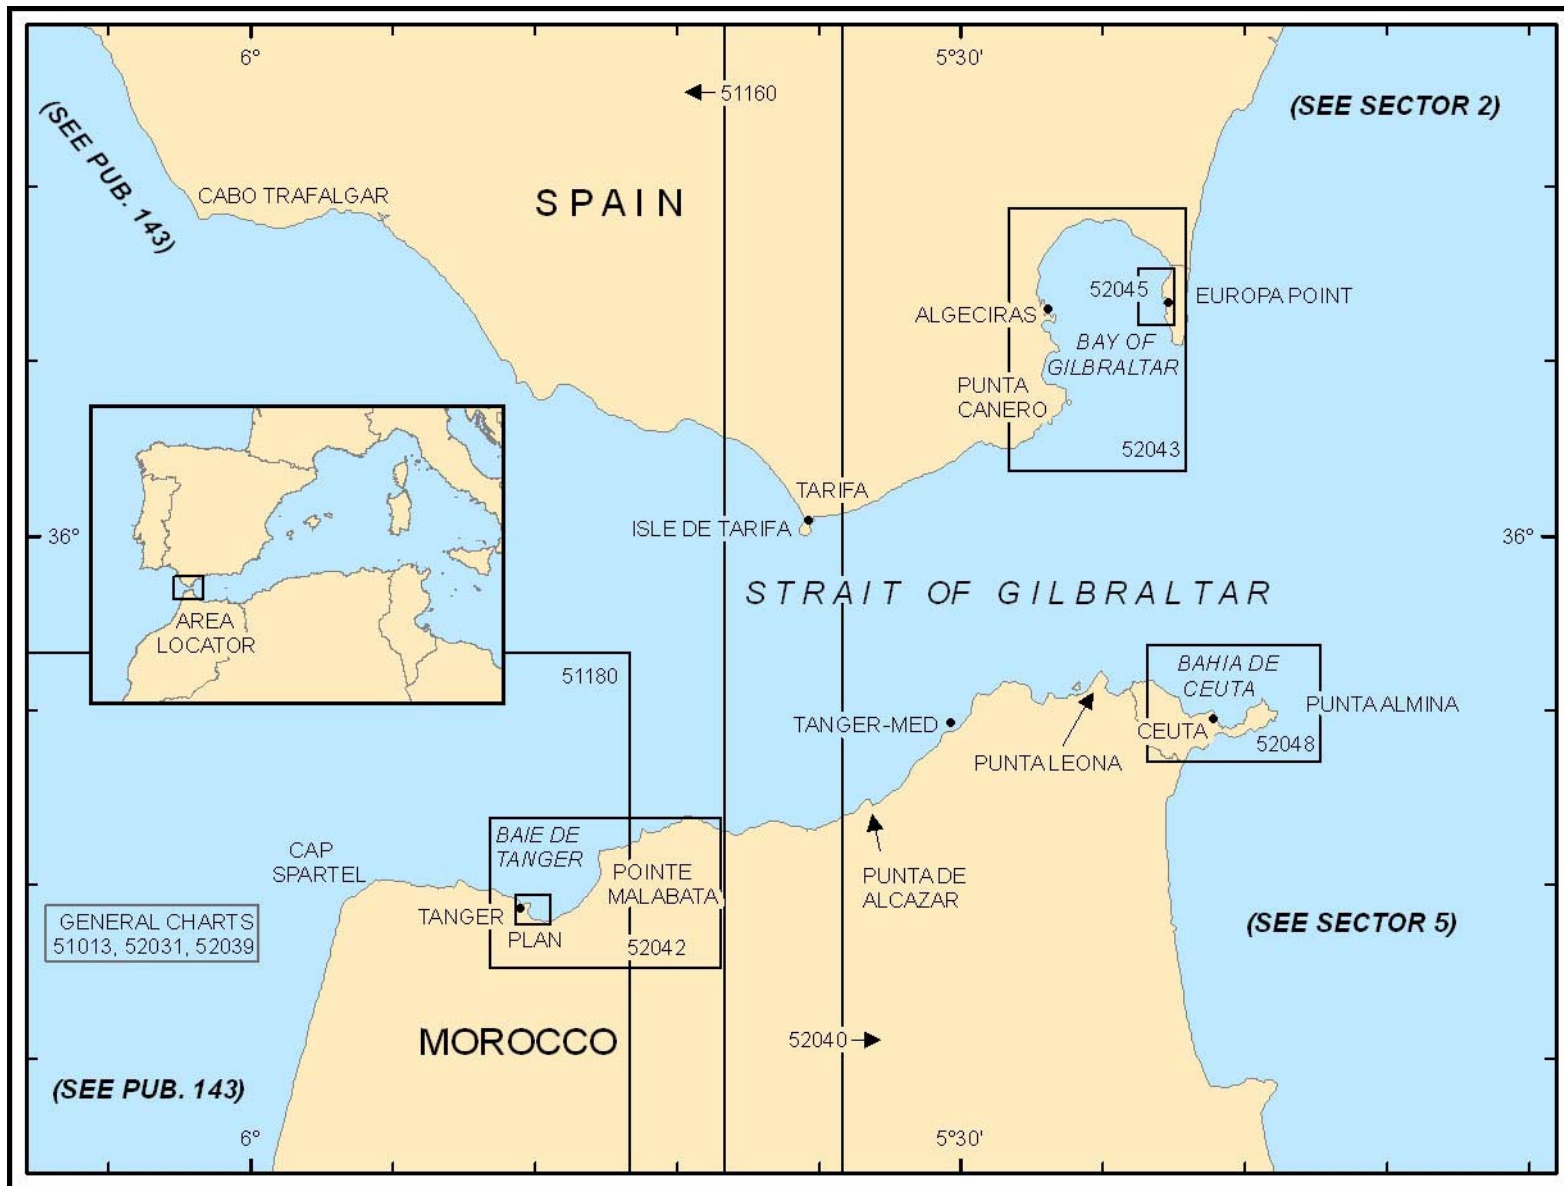 6°
5°30'
51160
(SEE SECTOR 2)
(SEE PUB. 143)
CABO TRAFALGAR
SPAIN
52045
EUROPA POINT
ALGECIRAS
BAY OF
GILBRALTAR
PUNTA
CANERO
52043
TARIFA
ISLE DE TARIFA
36°
36°
STRAIT OF GILBRALTAR
AREA
LOCATOR
51180
BAHIA DE
CEUTA
PUNTA ALMINA
TANGER-MED
CEUTA
52048
PUNTA LEONA
BAIE DE
TANGER
CAP
SPARTEL
POINTE
MALABATA
PUNTA DE
ALCAZAR
TANGER
PLAN
52042
GENERAL CHARTS
51013, 52031, 52039
(SEE SECTOR 5)
MOROCCO
52040
(SEE PUB. 143)
6°
5°30'